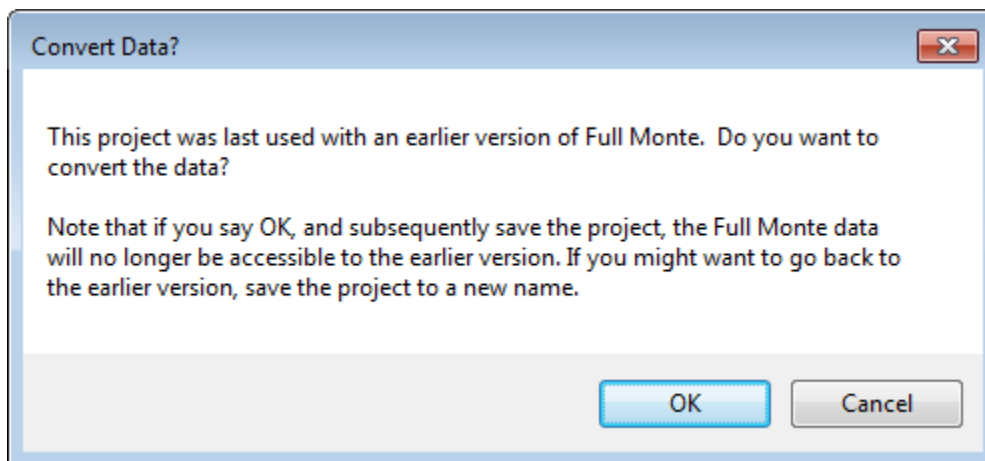 Convert Data?
This project was last used with an earlier version of Full Monte.  Do you want to
convert the data?
Note that if you say OK, and subsequently save the project, the Full Monte data
will no longer be accessible to the earlier version. If you might want to go back to
the earlier version, save the project to a new name.
OK
Cancel